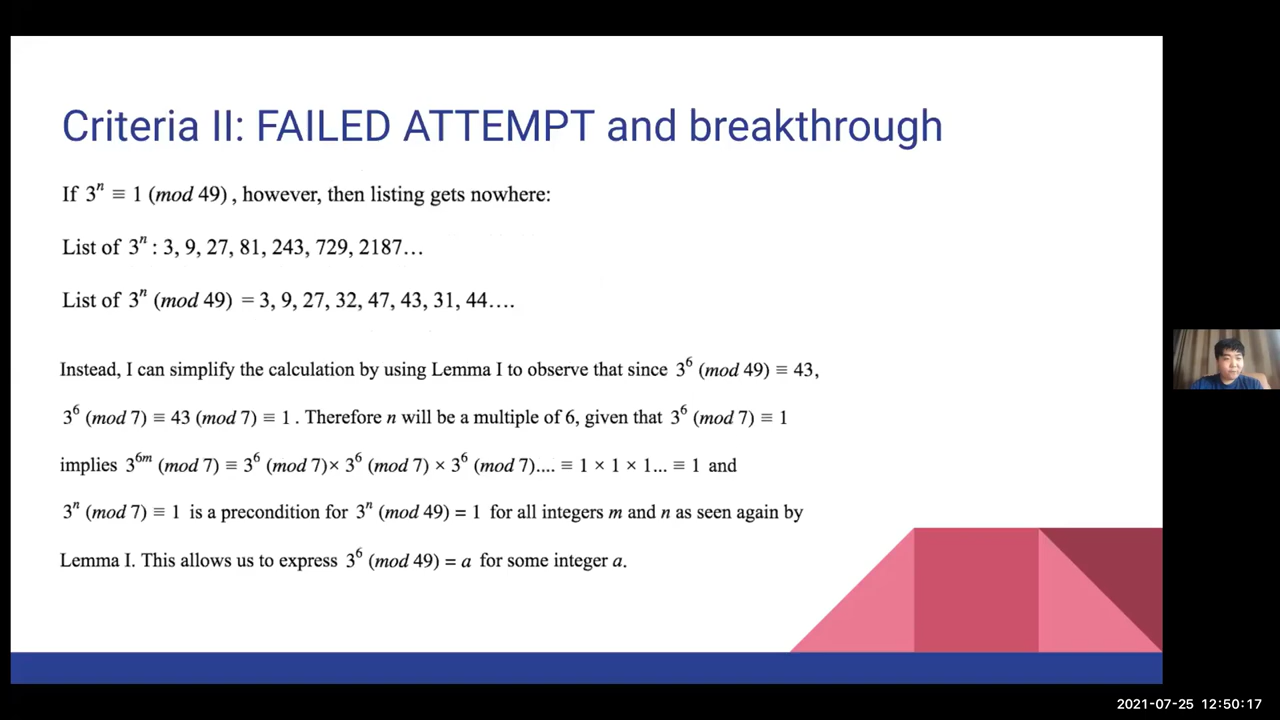 Criteria II: FAILED ATTEMPT and breakthrough
If 3ⁿ ≡ 1 (mod 49) , however, then listing gets nowhere:
List of 3ⁿ : 3, 9, 27, 81, 243, 729, 2187…
List of 3ⁿ (mod 49) = 3, 9, 27, 32, 47, 43, 31, 44….
Instead, I can simplify the calculation by using Lemma I to observe that since 3⁶ (mod 49) ≡ 43,
3⁶ (mod 7) ≡ 43 (mod 7) ≡ 1 . Therefore n will be a multiple of 6, given that 3⁶ (mod 7) ≡ 1
implies 3⁶ᵐ (mod 7) ≡ 3⁶ (mod 7)× 3⁶ (mod 7) × 3⁶ (mod 7).... ≡ 1 × 1 × 1... ≡ 1 and
3ⁿ (mod 7) ≡ 1 is a precondition for 3ⁿ (mod 49) = 1 for all integers m and n as seen again by
Lemma I. This allows us to express 3⁶ (mod 49) = a for some integer a.
2021-07-25 12:50:17